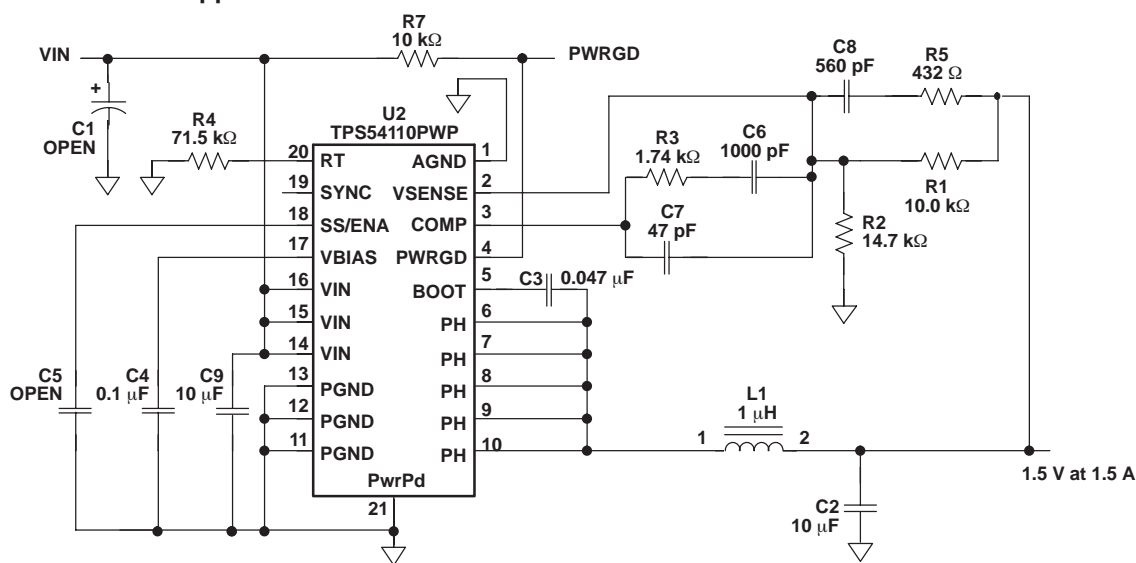 VIN
R7
10 kΩ
PWRGD
C8
560 pF
R5
432 Ω
+
C1
OPEN
R4
71.5 kΩ
U2
TPS54110PWP
20 RT AGND 1
19 SYNC VSENSE 2
18 SS/ENA COMP 3
17 VBIAS PWRGD 4
16 VIN BOOT 5
15 VIN PH 6
14 VIN PH 7
13 PGND PH 8
12 PGND PH 9
11 PGND PH 10
PwrPd
21
R3
1.74 kΩ
C6
1000 pF
C7
47 pF
R1
10.0 kΩ
R2
14.7 kΩ
C3 0.047 μF
C5
OPEN
C4
0.1 μF
C9
10 μF
L1
1 μH
1 2
1.5 V at 1.5 A
C2
10 μF